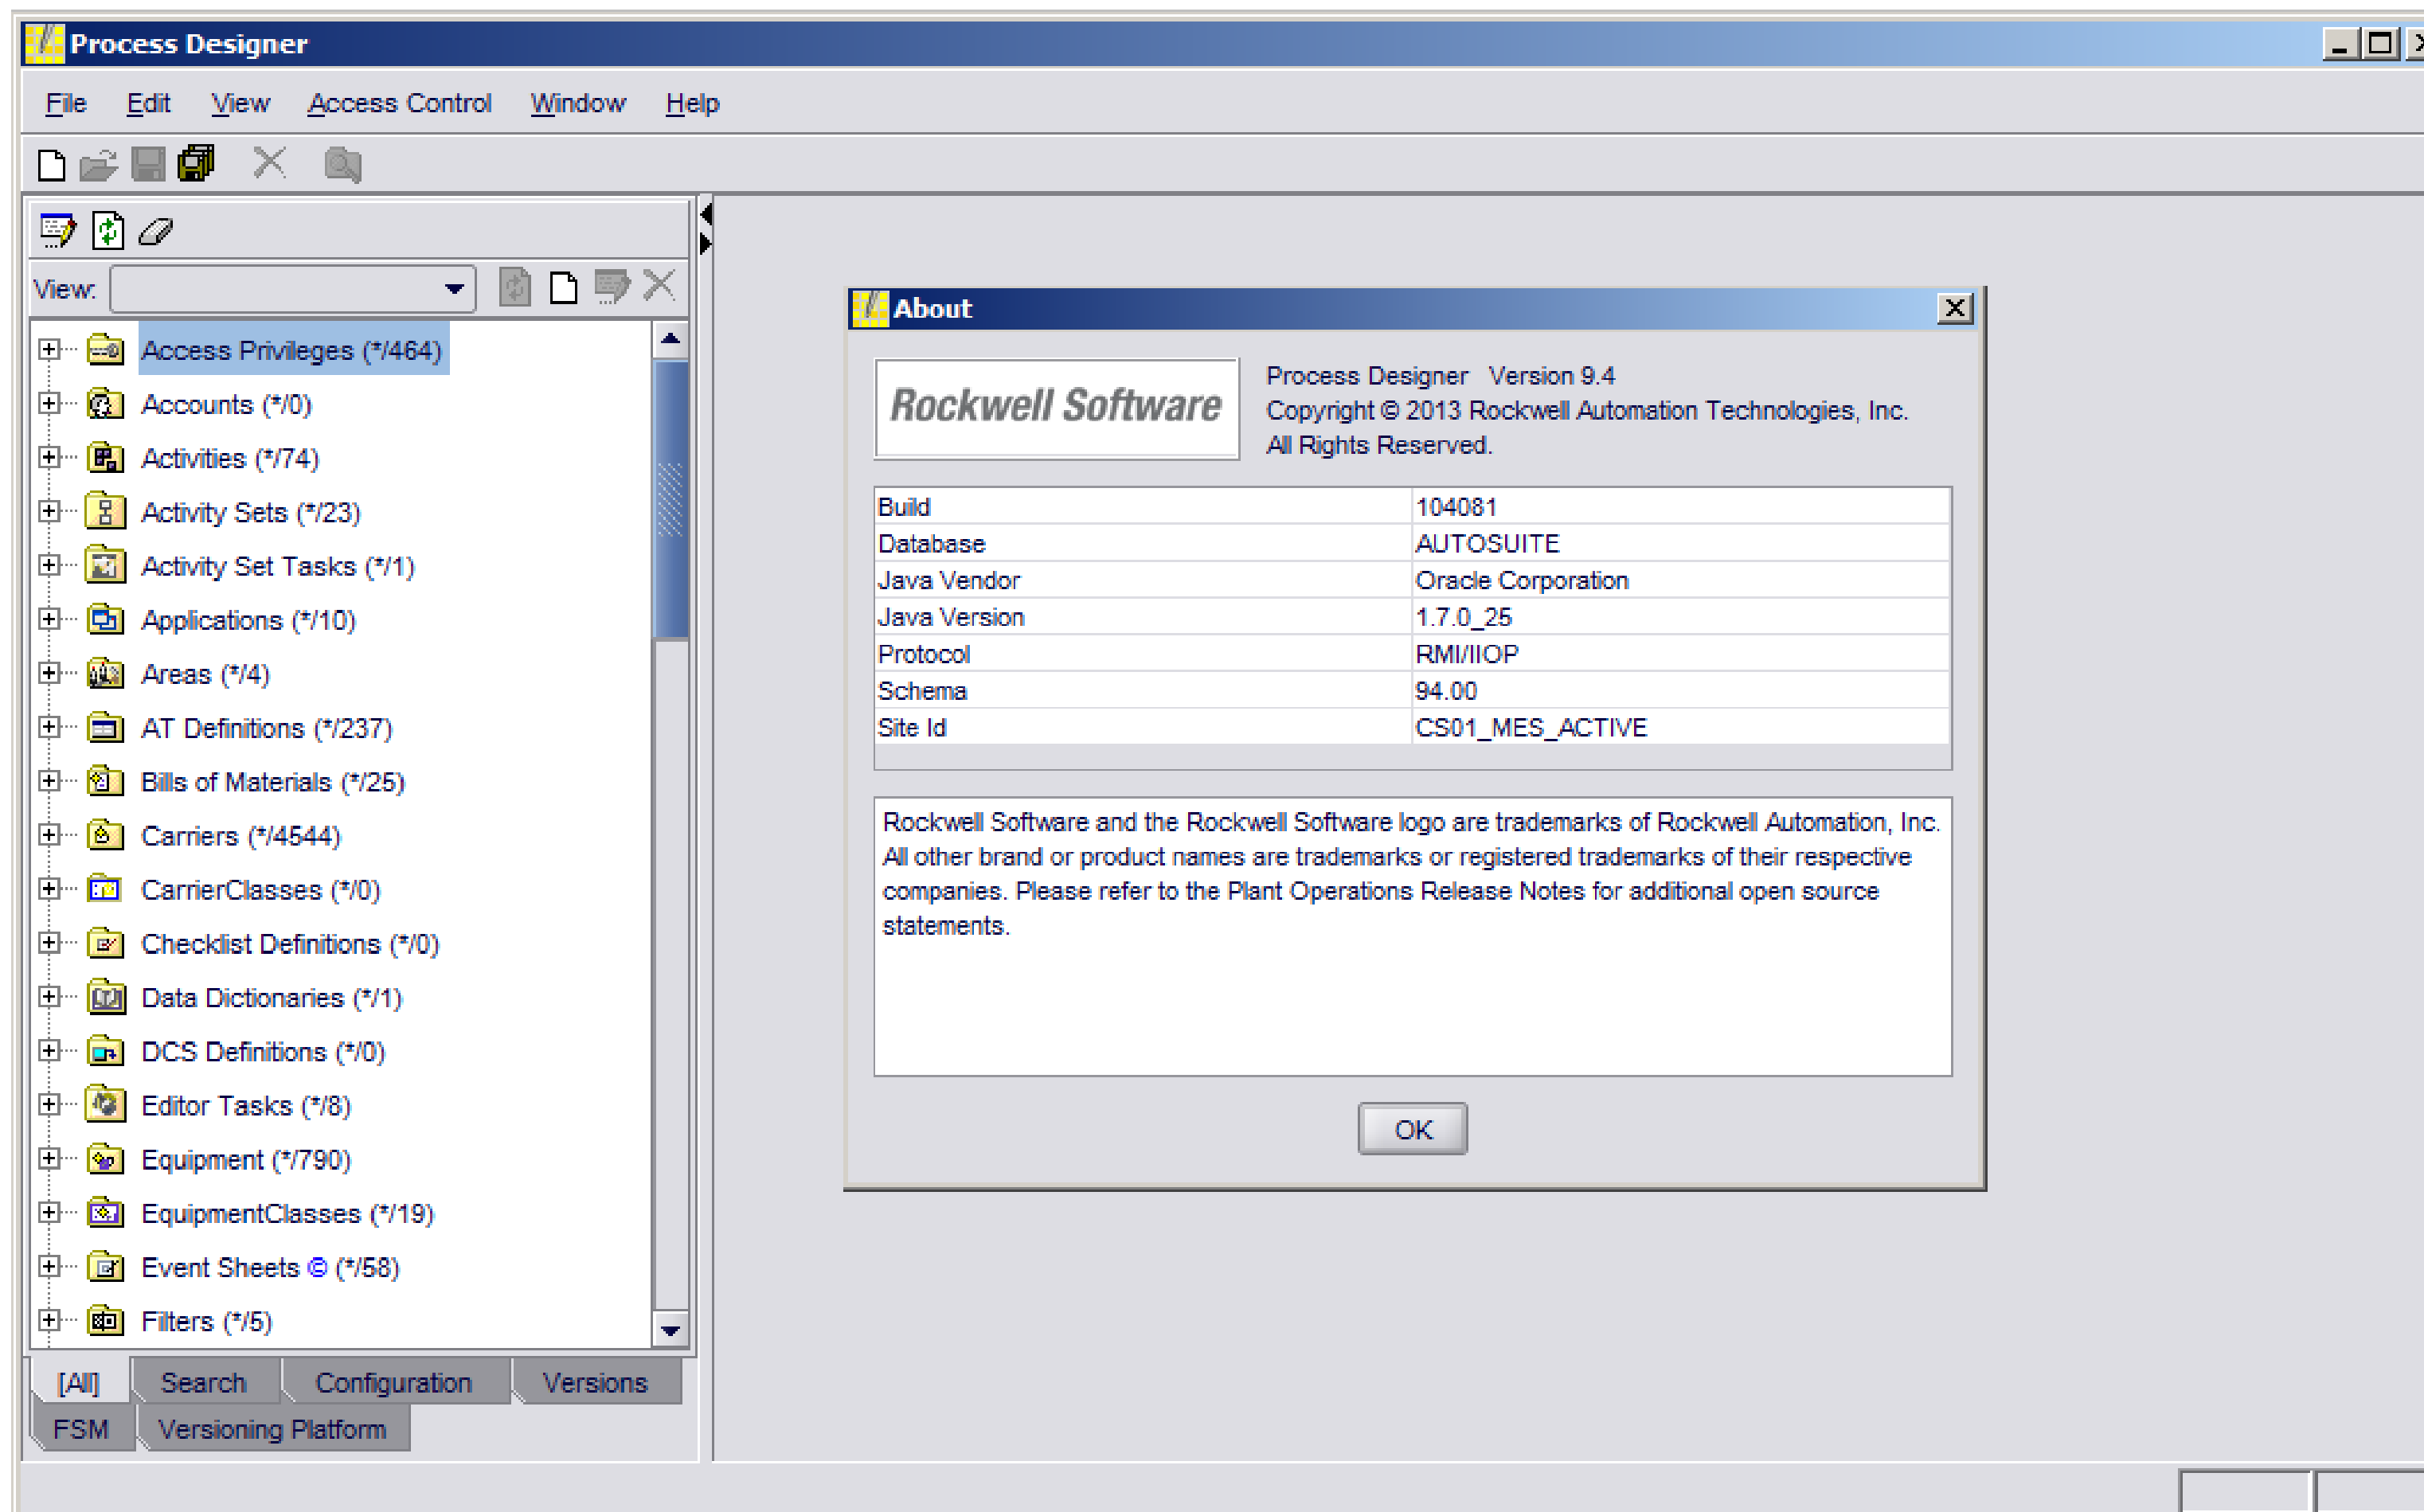 Process Designer
File Edit View Access Control Window Help
View:
Access Privileges (*/464)
Accounts (*/0)
Activities (*/74)
Activity Sets (*/23)
Activity Set Tasks (*/1)
Applications (*/10)
Areas (*/4)
AT Definitions (*/237)
Bills of Materials (*/25)
Carriers (*/4544)
CarrierClasses (*/0)
Checklist Definitions (*/0)
Data Dictionaries (*/1)
DCS Definitions (*/0)
Editor Tasks (*/8)
Equipment (*/790)
EquipmentClasses (*/19)
Event Sheets © (*/58)
Filters (*/5)
[All] Search Configuration Versions
FSM Versioning Platform
About
Rockwell Software
Process Designer Version 9.4
Copyright © 2013 Rockwell Automation Technologies, Inc.
All Rights Reserved.
Build 104081
Database AUTOSUITE
Java Vendor Oracle Corporation
Java Version 1.7.0_25
Protocol RMI/IIOP
Schema 94.00
Site Id CS01_MES_ACTIVE
Rockwell Software and the Rockwell Software logo are trademarks of Rockwell Automation, Inc.
All other brand or product names are trademarks or registered trademarks of their respective
companies. Please refer to the Plant Operations Release Notes for additional open source
statements.
OK